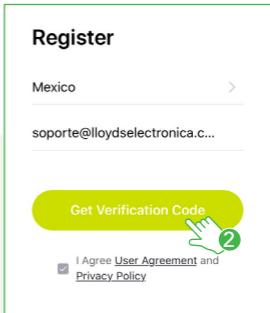 Register
Mexico
soporte@lloydselectronica.c...
Get Verification Code
2
I Agree User Agreement and
Privacy Policy